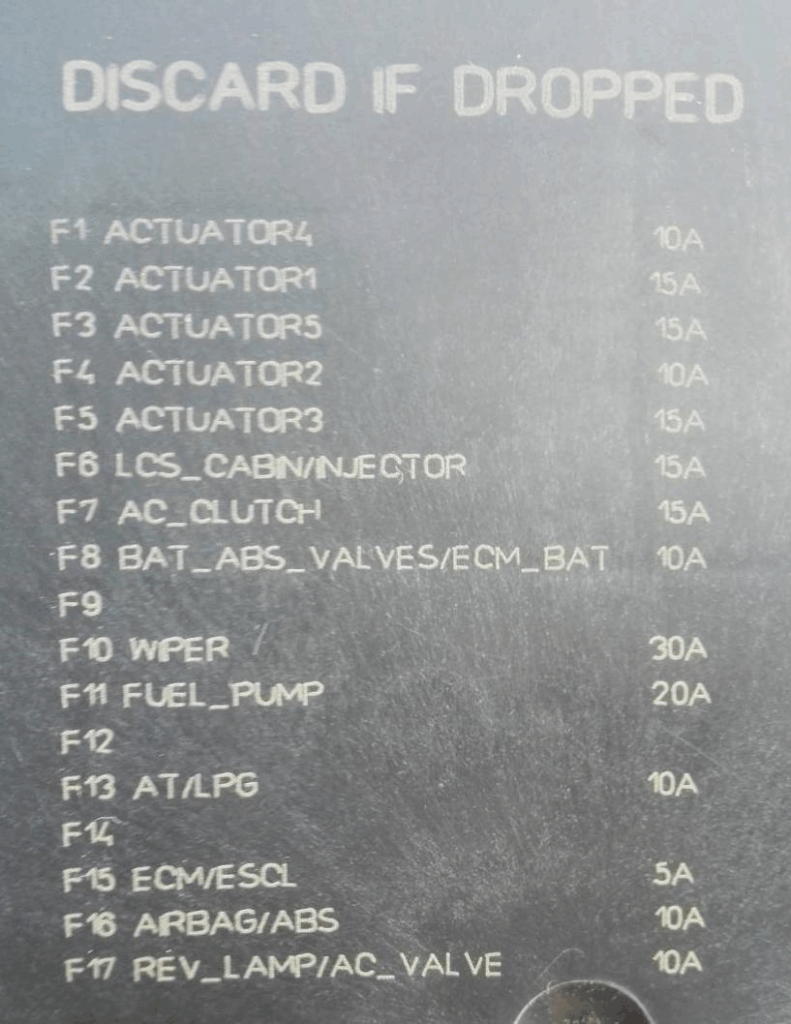 DISCARD IF DROPPED
F1 ACTUATOR4 10A
F2 ACTUATOR1 15A
F3 ACTUATOR5 15A
F4 ACTUATOR2 10A
F5 ACTUATOR3 15A
F6 LCS_CABIN/INJECTOR 15A
F7 AC_CLUTCH 15A
F8 BAT_ABS_VALVES/ECM_BAT 10A
F9
F10 WIPER 30A
F11 FUEL_PUMP 20A
F12
F13 AT/LPG 10A
F14
F15 ECM/ESCL 5A
F16 AIRBAG/ABS 10A
F17 REV_LAMP/AC_VALVE 10A